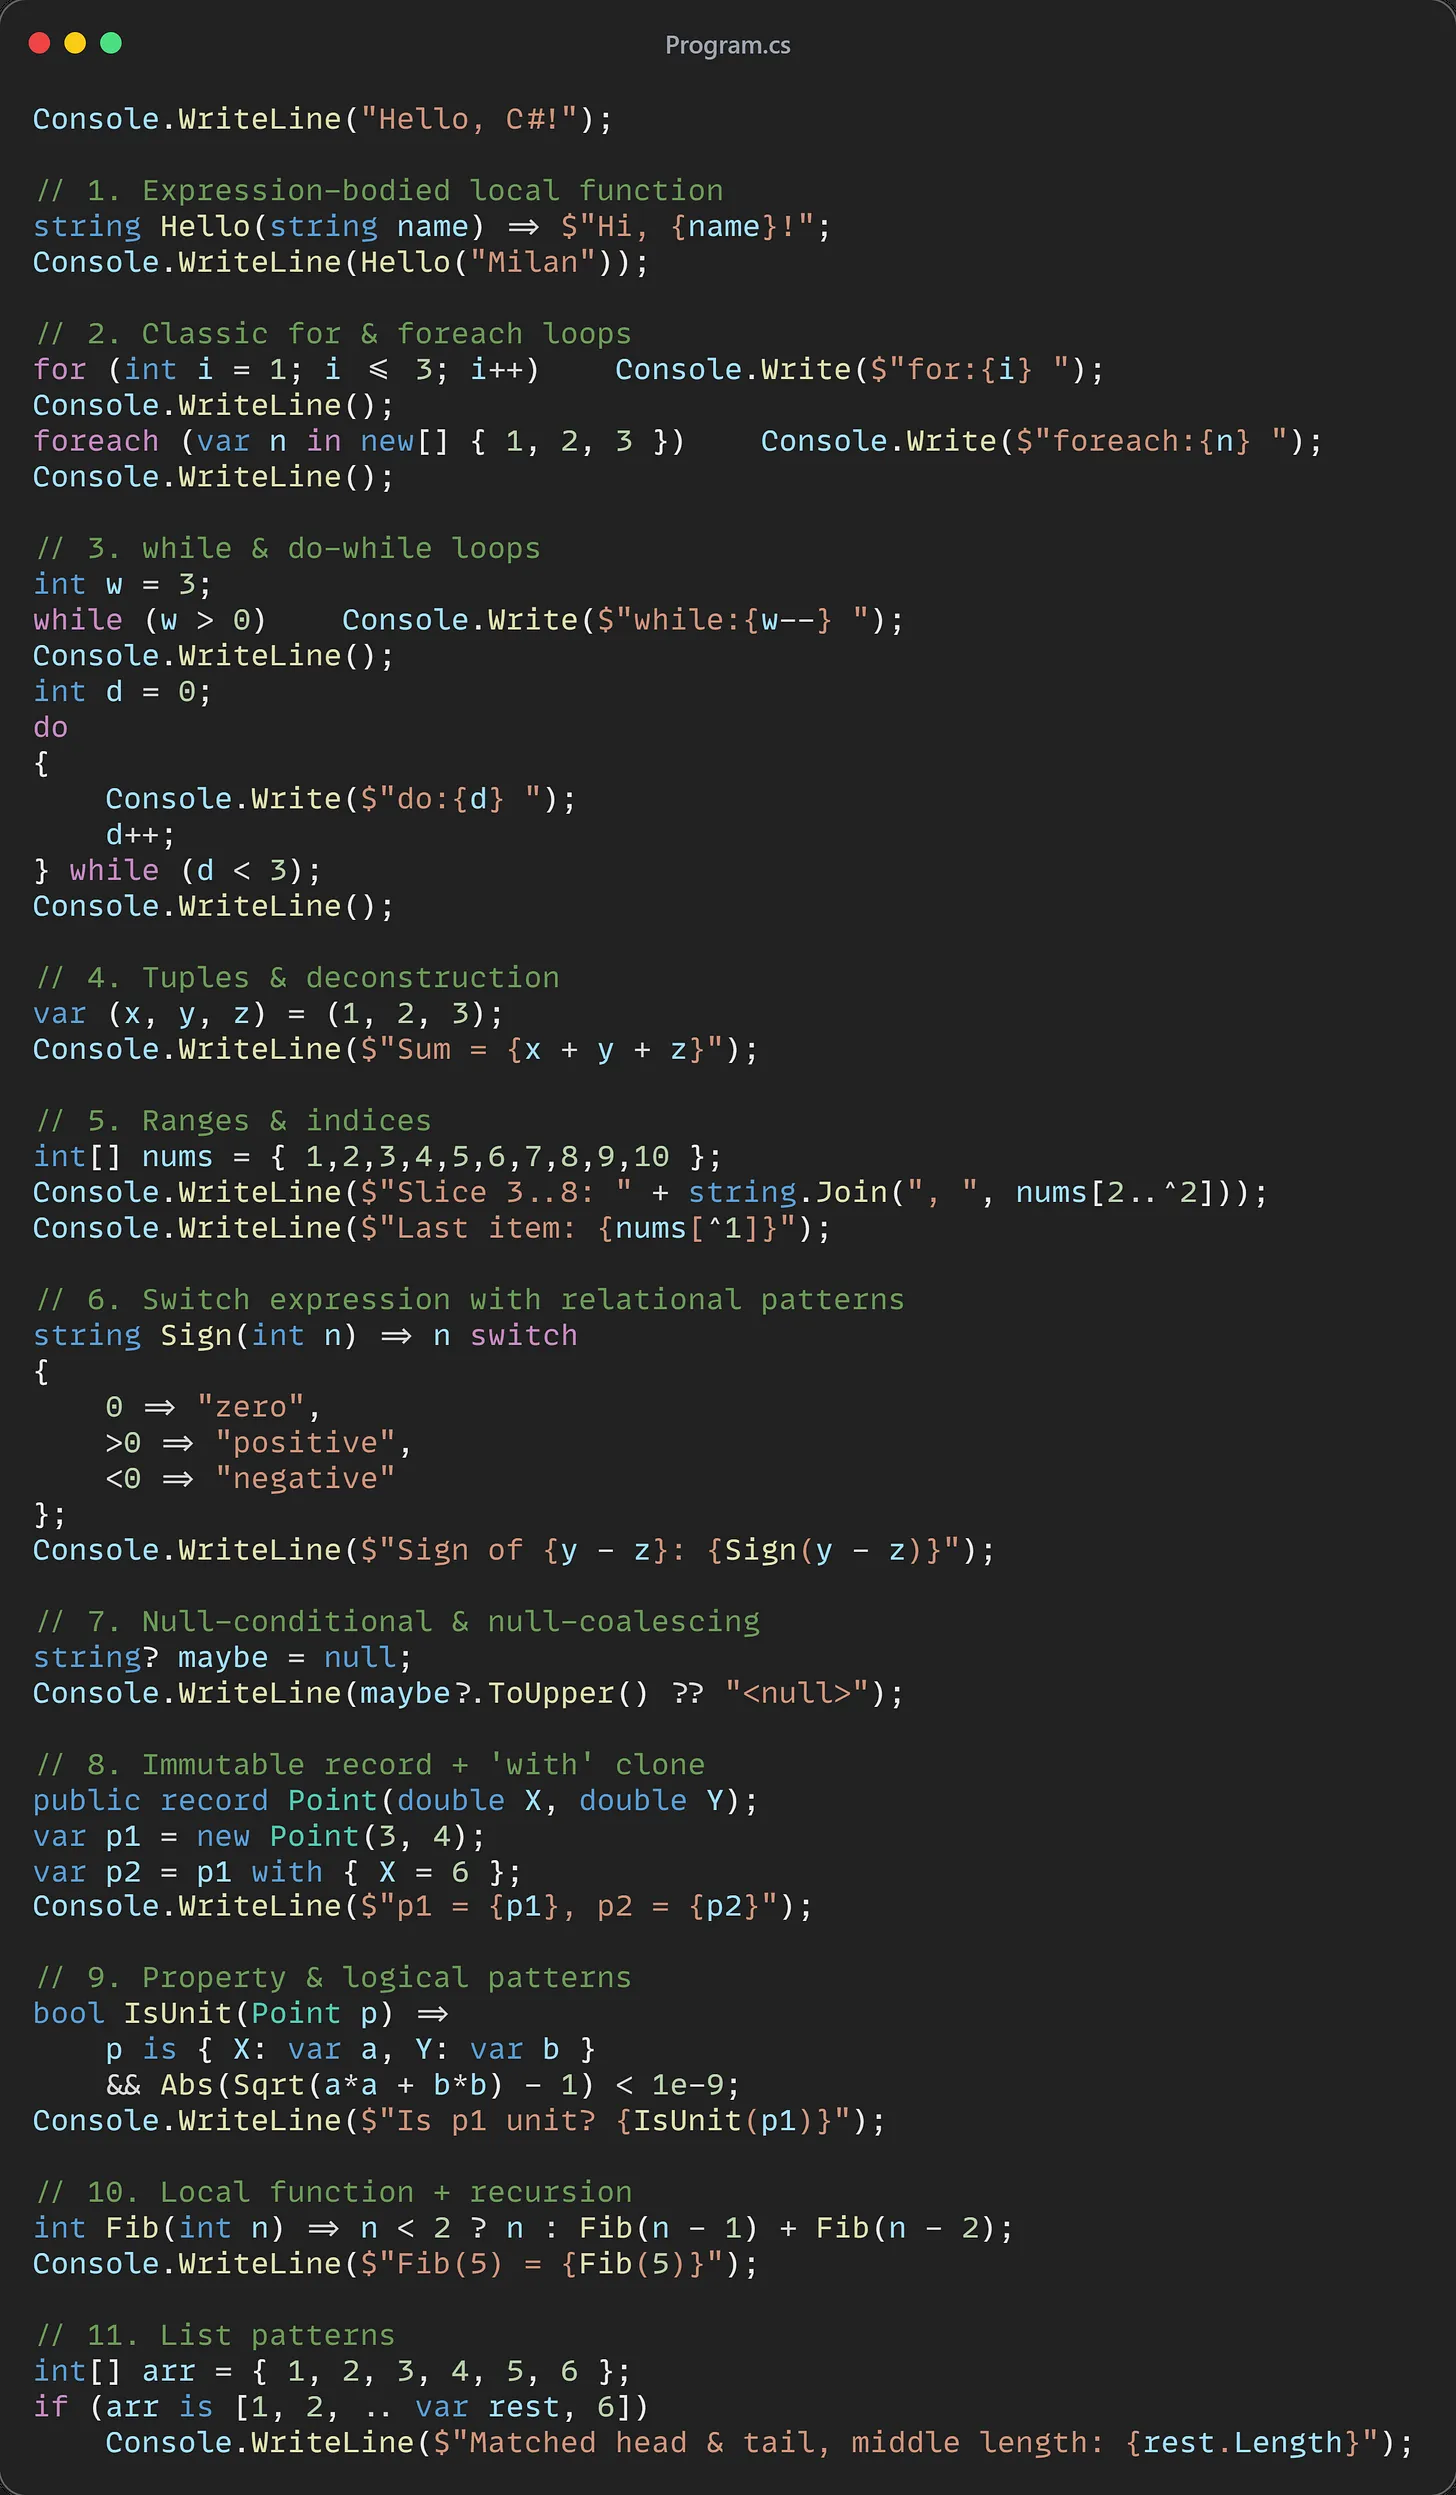 Program.cs
Console.WriteLine("Hello, C#!");
// 1. Expression-bodied local function
string Hello(string name) => $"Hi, {name}!";
Console.WriteLine(Hello("Milan"));
// 2. Classic for & foreach loops
for (int i = 1; i <= 3; i++)    Console.Write($"for:{i} ");
Console.WriteLine();
foreach (var n in new[] { 1, 2, 3 })    Console.Write($"foreach:{n} ");
Console.WriteLine();
// 3. while & do-while loops
int w = 3;
while (w > 0)    Console.Write($"while:{w--} ");
Console.WriteLine();
int d = 0;
do
{
    Console.Write($"do:{d} ");
    d++;
} while (d < 3);
Console.WriteLine();
// 4. Tuples & deconstruction
var (x, y, z) = (1, 2, 3);
Console.WriteLine($"Sum = {x + y + z}");
// 5. Ranges & indices
int[] nums = { 1,2,3,4,5,6,7,8,9,10 };
Console.WriteLine($"Slice 3..8: " + string.Join(", ", nums[2..^2]));
Console.WriteLine($"Last item: {nums[^1]}");
// 6. Switch expression with relational patterns
string Sign(int n) => n switch
{
    0 => "zero",
    >0 => "positive",
    <0 => "negative"
};
Console.WriteLine($"Sign of {y - z}: {Sign(y - z)}");
// 7. Null-conditional & null-coalescing
string? maybe = null;
Console.WriteLine(maybe?.ToUpper() ?? "<null>");
// 8. Immutable record + 'with' clone
public record Point(double X, double Y);
var p1 = new Point(3, 4);
var p2 = p1 with { X = 6 };
Console.WriteLine($"p1 = {p1}, p2 = {p2}");
// 9. Property & logical patterns
bool IsUnit(Point p) =>
    p is { X: var a, Y: var b }
    && Abs(Sqrt(a*a + b*b) - 1) < 1e-9;
Console.WriteLine($"Is p1 unit? {IsUnit(p1)}");
// 10. Local function + recursion
int Fib(int n) => n < 2 ? n : Fib(n - 1) + Fib(n - 2);
Console.WriteLine($"Fib(5) = {Fib(5)}");
// 11. List patterns
int[] arr = { 1, 2, 3, 4, 5, 6 };
if (arr is [1, 2, .. var rest, 6])
    Console.WriteLine($"Matched head & tail, middle length: {rest.Length}");